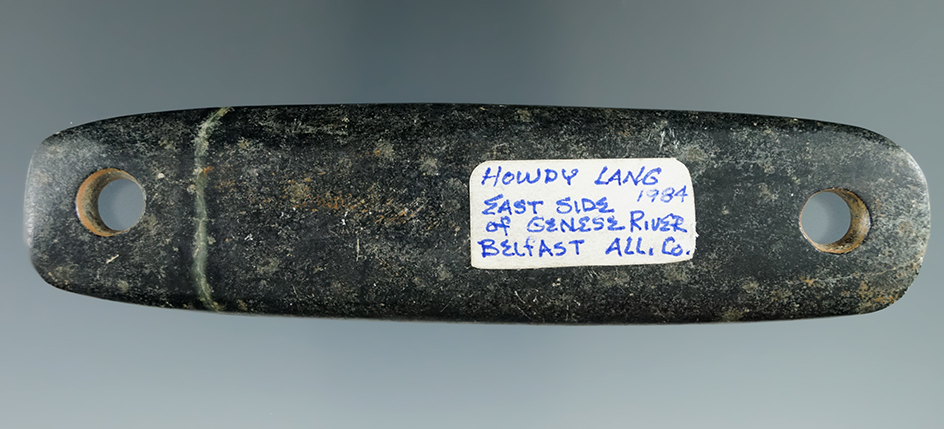 HOWDY LANG
1984
EAST SIDE
of GENESE RIVER
BELFAST ALL. Co.